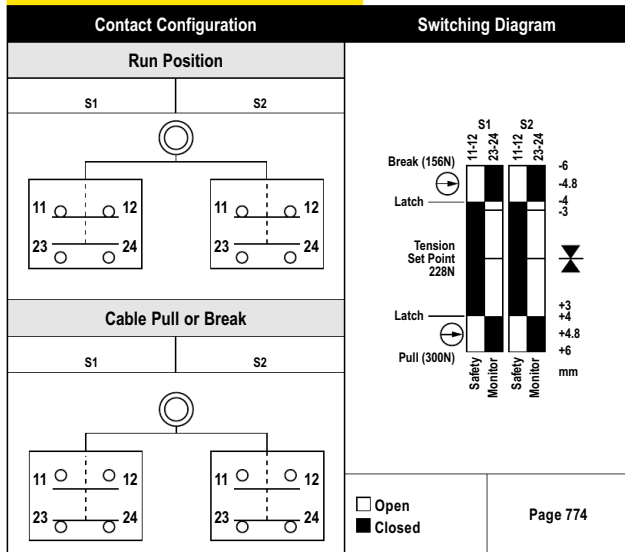 Contact Configuration
Switching Diagram
Run Position
S1
S2
11
12
23
24
11
12
23
24
Cable Pull or Break
S1
S2
11
12
23
24
11
12
23
24
S1
S2
11-12
23-24
11-12
23-24
Break (156N)
Latch
Tension
Set Point
228N
Latch
Pull (300N)
-6
-4.8
-4
-3
+3
+4
+4.8
+6
mm
Safety
Monitor
Safety
Monitor
Open
Closed
Page 774